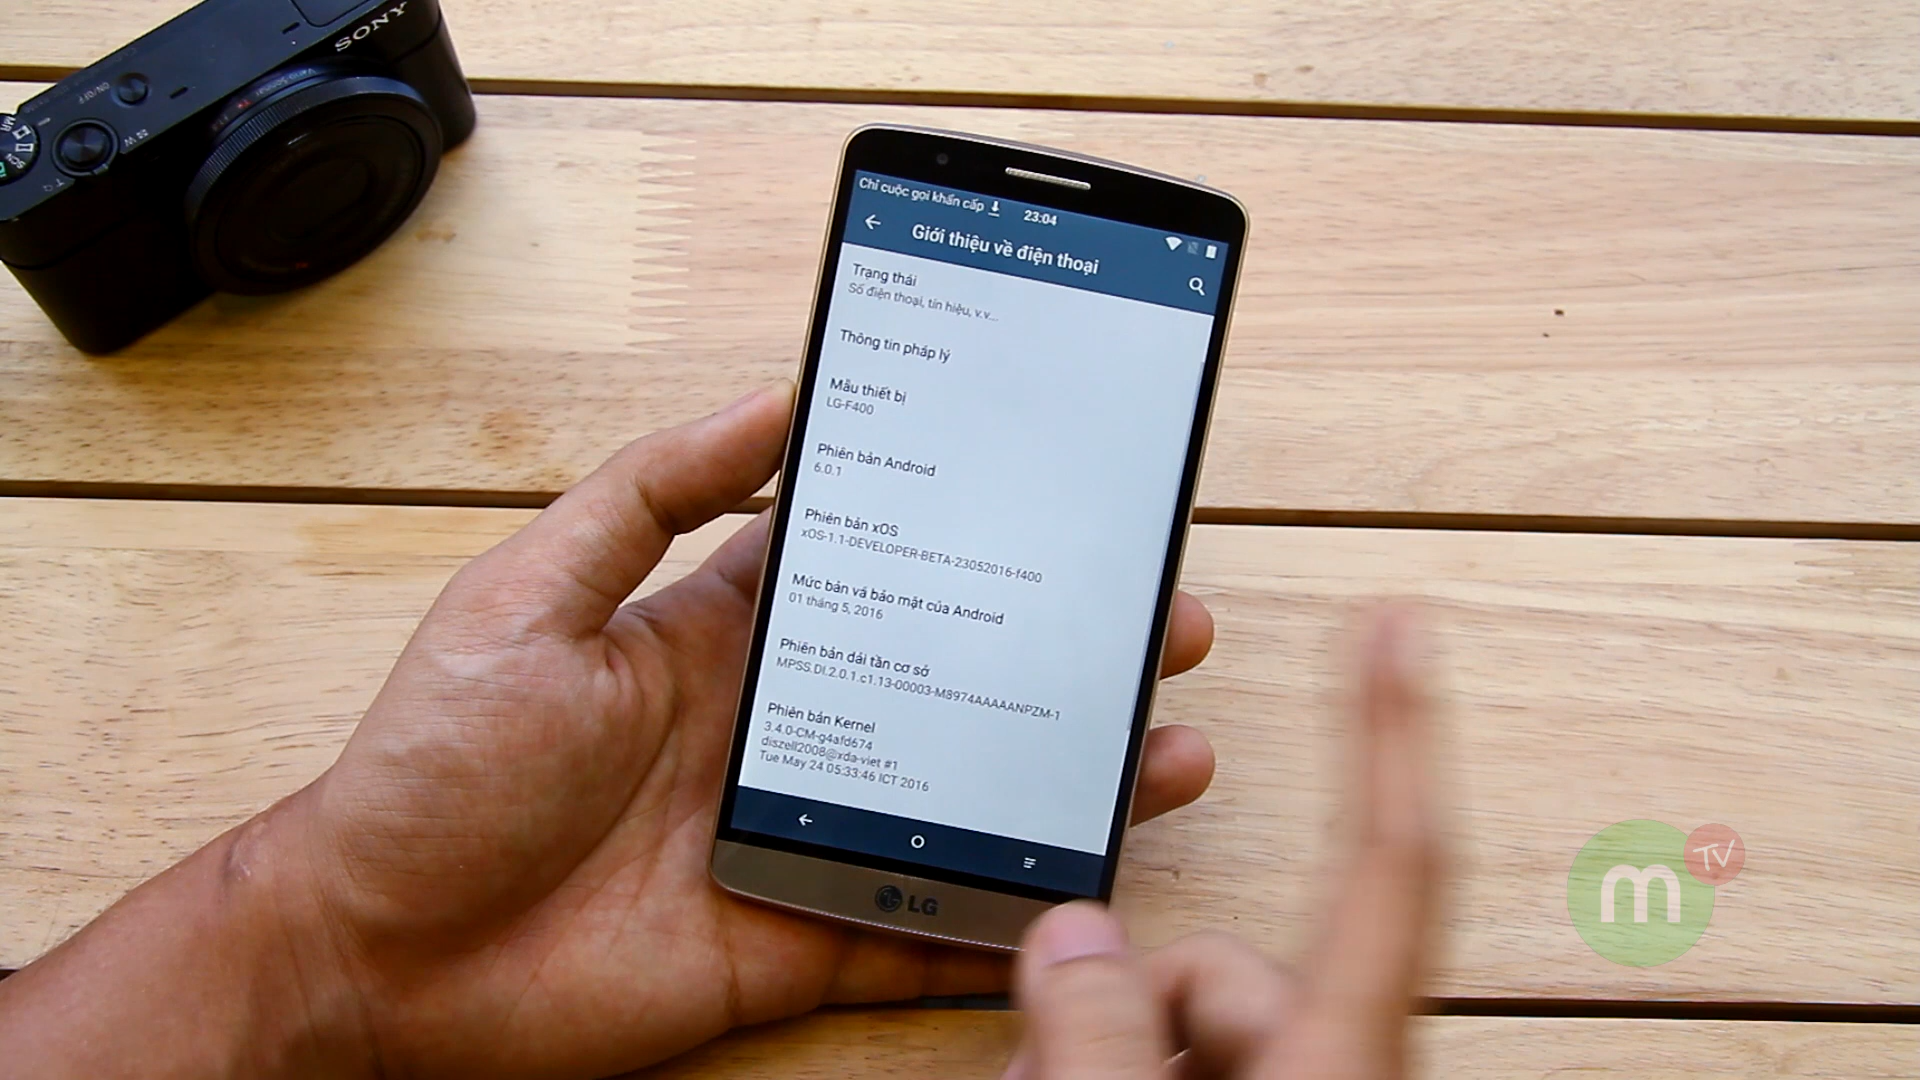 SONY
ON/OFF
Chỉ cuộc gọi khẩn cấp 23:04
Giới thiệu về điện thoại
Trạng thái
Số điện thoại, tín hiệu, v.v...
Thông tin pháp lý
Mẫu thiết bị
LG-F400
Phiên bản Android
6.0.1
Phiên bản xOS
xOS-1.1-DEVELOPER-BETA-23052016-f400
Mức bản vá bảo mật của Android
01 tháng 5, 2016
Phiên bản dải tần cơ sở
MPSS.DI.2.0.1.c1.13-00003-M8974AAAAANPZM-1
Phiên bản Kernel
3.4.0-CM-g4afd674
diszell2008@xda-viet #1
Tue May 24 05:33:46 ICT 2016
LG
m TV